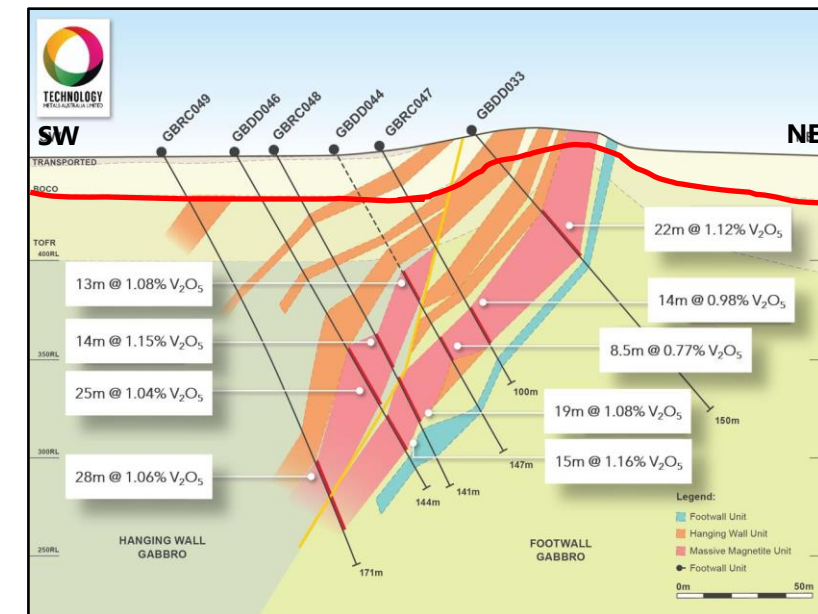 TECHNOLOGY
METALS AUSTRALIA LIMITED
SW
NE
GBRC049
GBDD046
GBRC048
GBDD044
GBRC047
GBDD033
TRANSPORTED
BOCO
TOFR
400RL
350RL
300RL
250RL
13m @ 1.08% V₂O₅
14m @ 1.15% V₂O₅
25m @ 1.04% V₂O₅
28m @ 1.06% V₂O₅
22m @ 1.12% V₂O₅
14m @ 0.98% V₂O₅
8.5m @ 0.77% V₂O₅
19m @ 1.08% V₂O₅
15m @ 1.16% V₂O₅
100m
150m
147m
141m
144m
171m
HANGING WALL
GABBRO
FOOTWALL
GABBRO
Legend:
Footwall Unit
Hanging Wall Unit
Massive Magnetite Unit
Footwall Unit
0m 50m